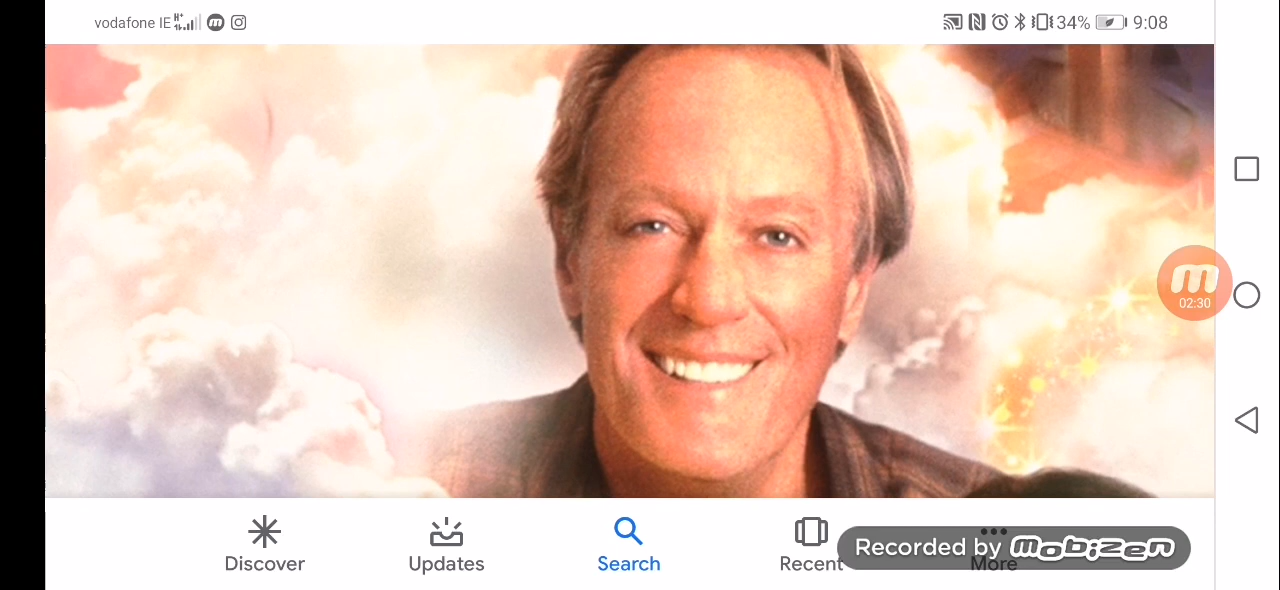 vodafone IE 34% 9:08
02:30
Discover Updates Search Recent More
Recorded by mobizen